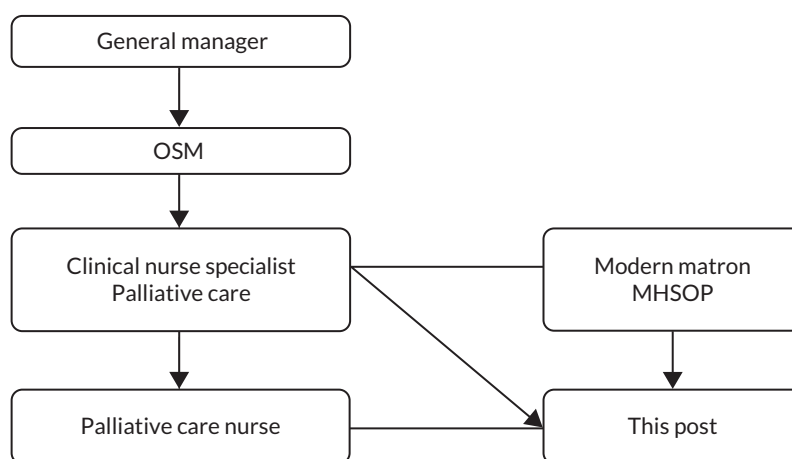 General manager
OSM
Clinical nurse specialist
Palliative care
Modern matron
MHSOP
Palliative care nurse
This post